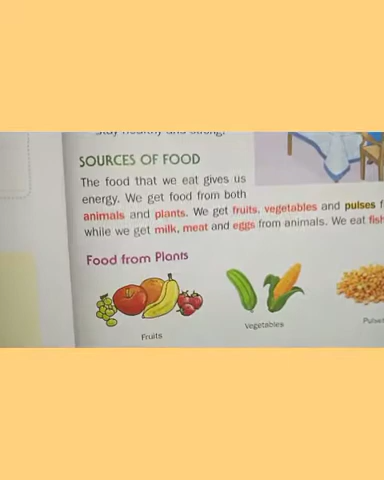 SOURCES OF FOOD
The food that we eat gives us
energy. We get food from both
animals and plants. We get fruits, vegetables and pulses
while we get milk, meat and eggs from animals. We eat fish
Food from Plants
Fruits
Vegetables